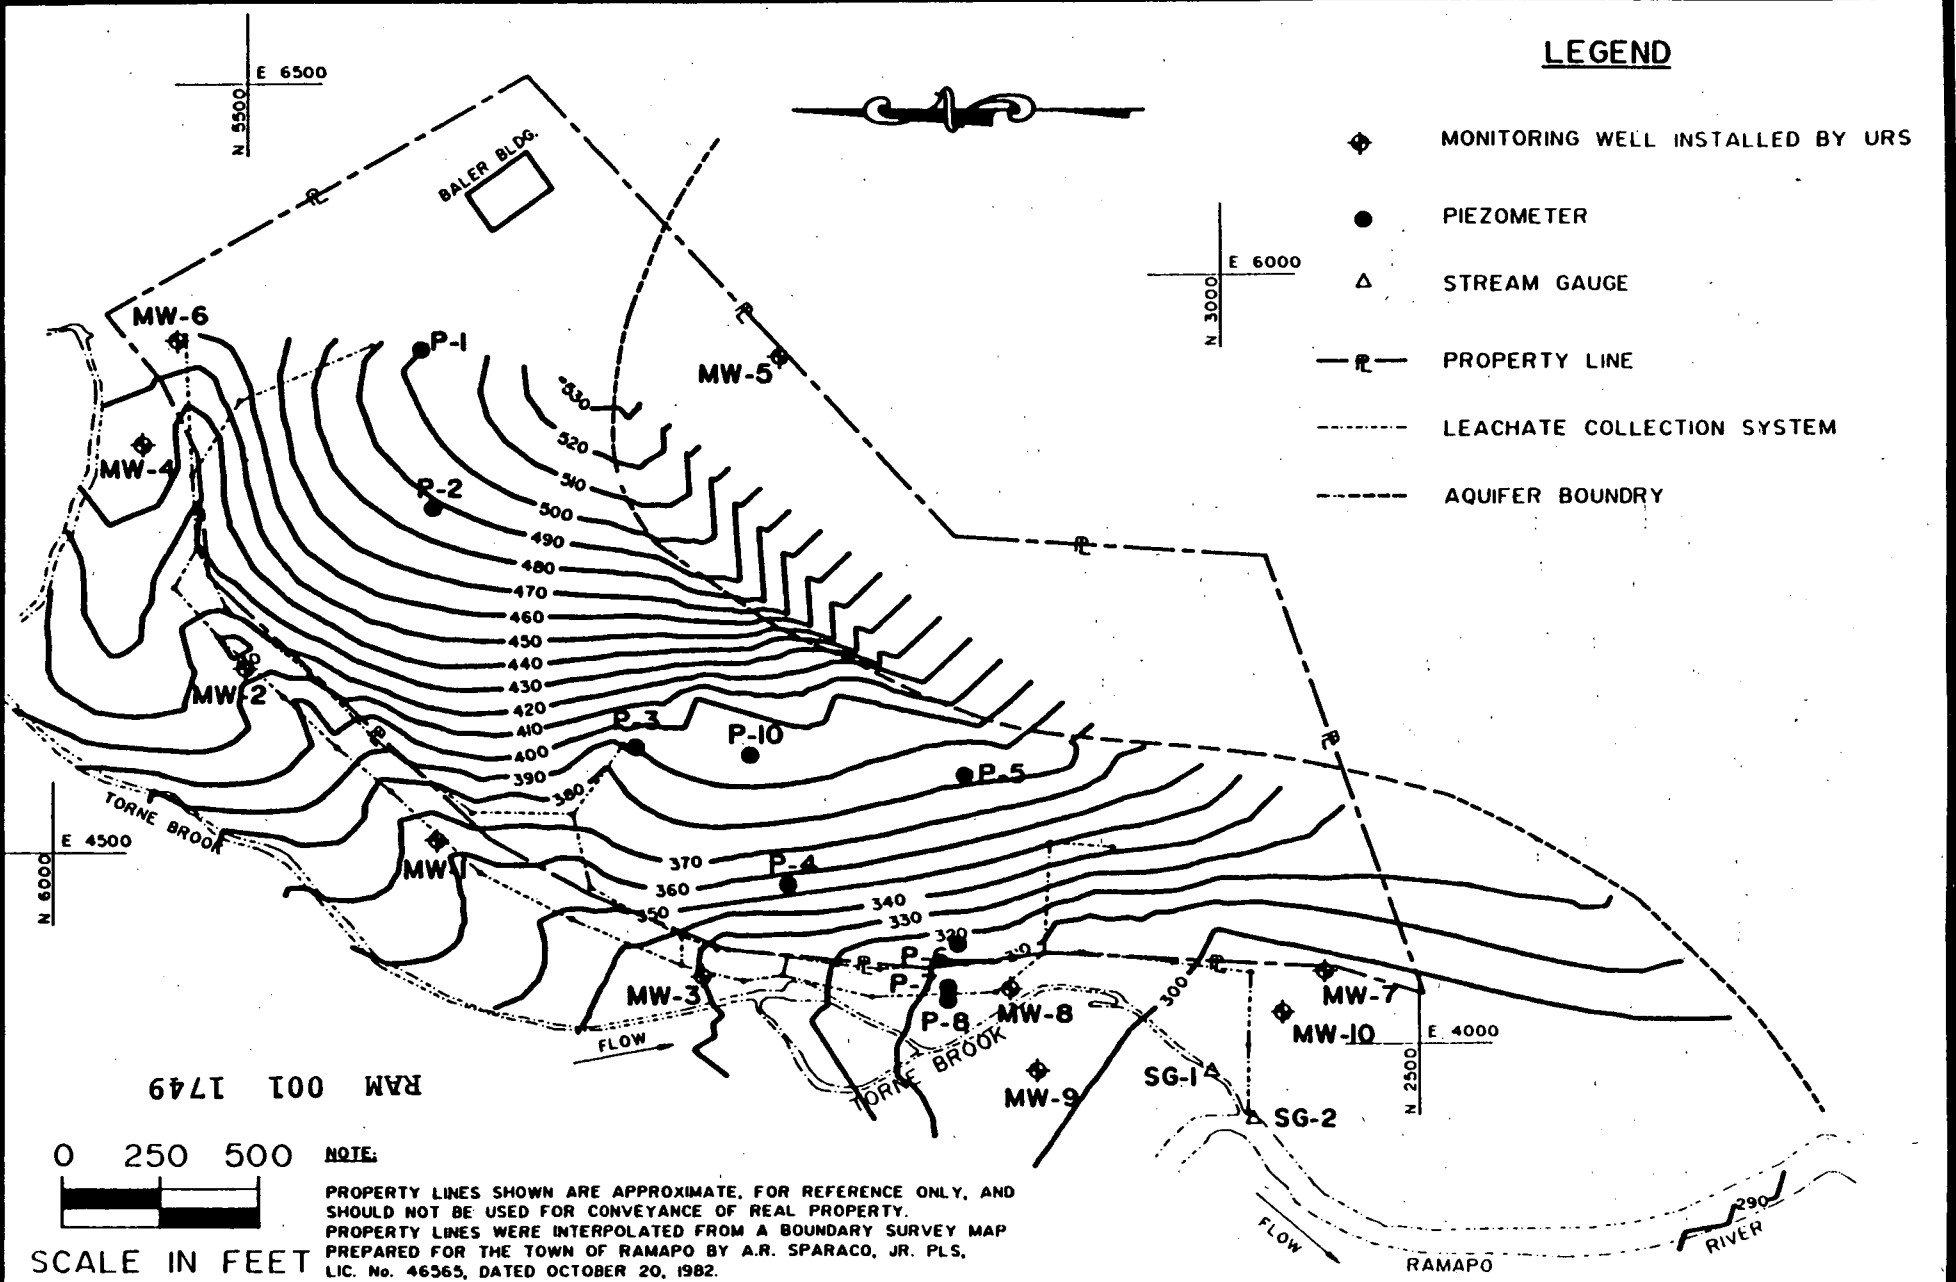 LEGEND
MONITORING WELL INSTALLED BY URS
PIEZOMETER
STREAM GAUGE
PROPERTY LINE
LEACHATE COLLECTION SYSTEM
AQUIFER BOUNDRY
E 6500
N 5500
BALER BLDG.
E 6000
N 3000
MW-6
P-1
MW-5
MW-4
P-2
530
520
510
500
490
480
470
460
450
440
430
420
410
400
390
380
370
360
350
340
330
320
310
300
290
MW-2
P-3
P-10
P-5
TORNE BROOK
E 4500
N 6000
MW-1
P-4
P-6
P-7
P-8
MW-3
MW-8
MW-7
MW-10
E 4000
N 2500
FLOW
TORNE BROOK
MW-9
SG-1
SG-2
RAM 001 1749
FLOW
RAMAPO
RIVER
0 250 500
SCALE IN FEET
NOTE:
PROPERTY LINES SHOWN ARE APPROXIMATE, FOR REFERENCE ONLY, AND
SHOULD NOT BE USED FOR CONVEYANCE OF REAL PROPERTY.
PROPERTY LINES WERE INTERPOLATED FROM A BOUNDARY SURVEY MAP
PREPARED FOR THE TOWN OF RAMAPO BY A.R. SPARACO, JR. PLS,
LIC. No. 46565, DATED OCTOBER 20, 1982.